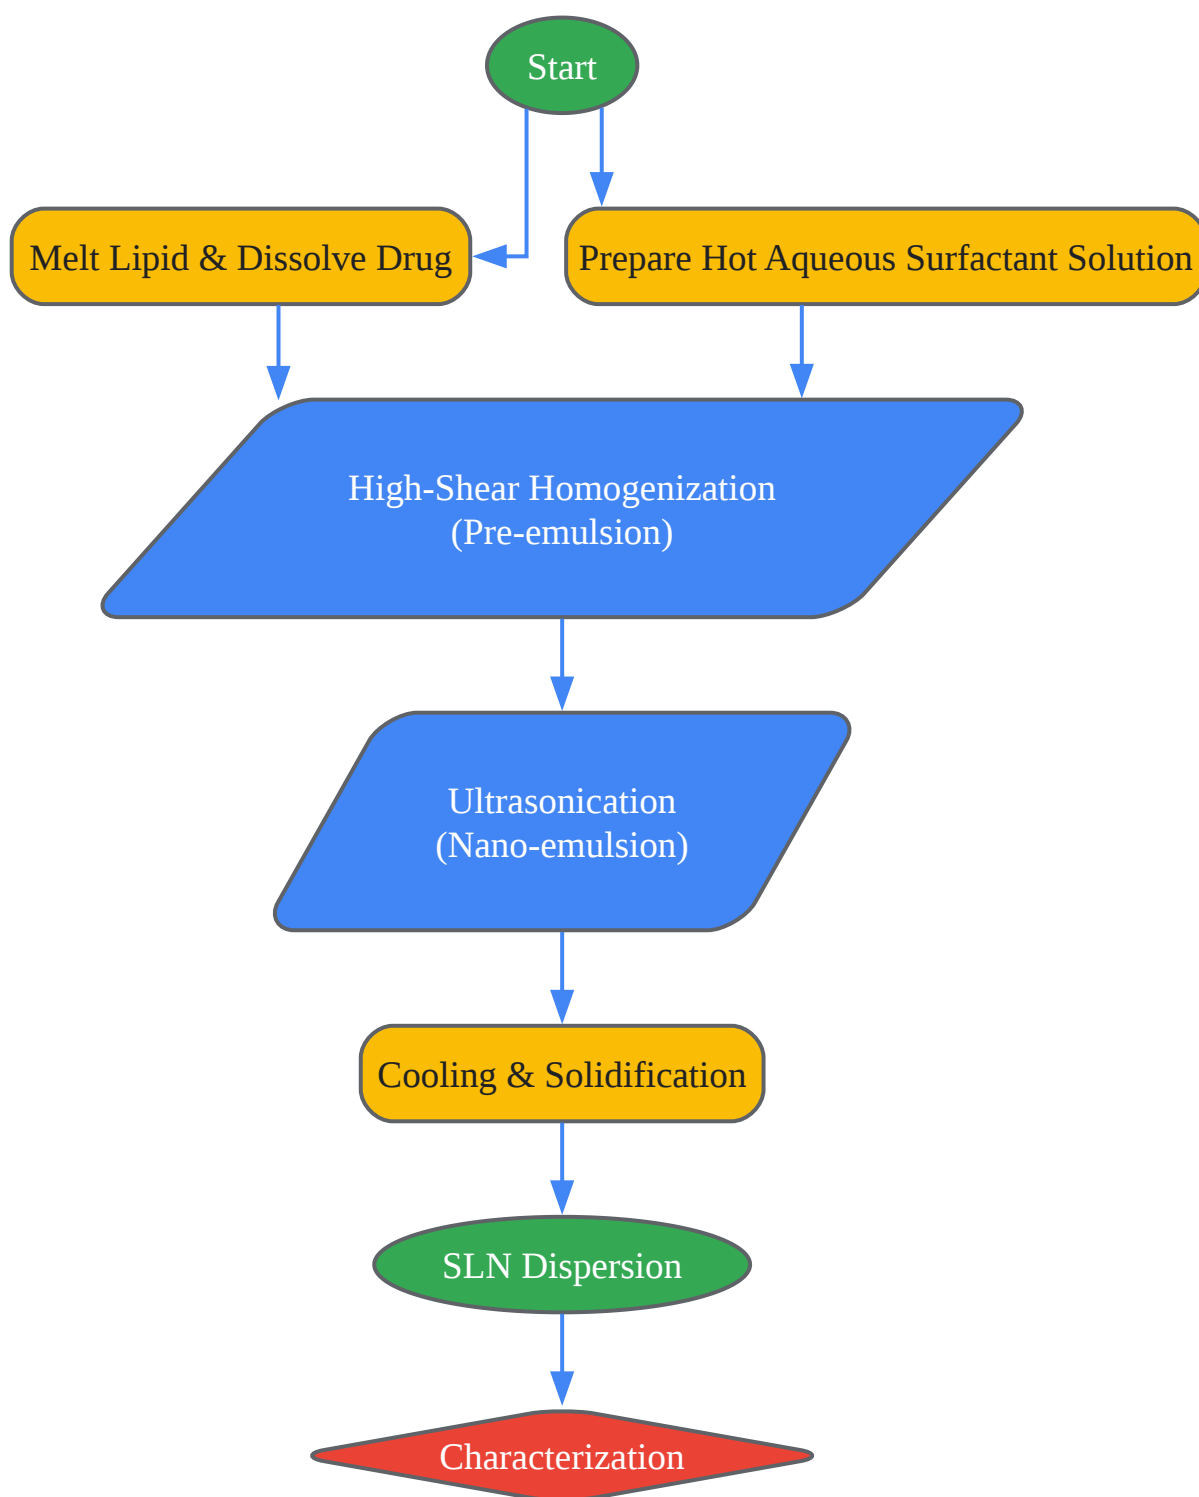 Start
Melt Lipid & Dissolve Drug
Prepare Hot Aqueous Surfactant Solution
High-Shear Homogenization
(Pre-emulsion)
Ultrasonication
(Nano-emulsion)
Cooling & Solidification
SLN Dispersion
Characterization